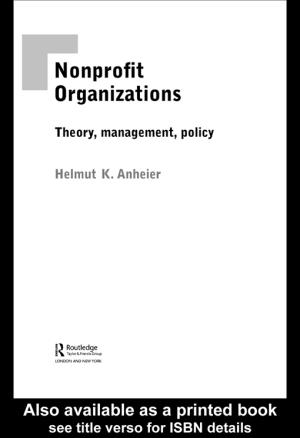 Nonprofit
Organizations
Theory, management, policy
Helmut K. Anheier
Routledge
Taylor & Francis Group
LONDON AND NEW YORK
Also available as a printed book
see title verso for ISBN details